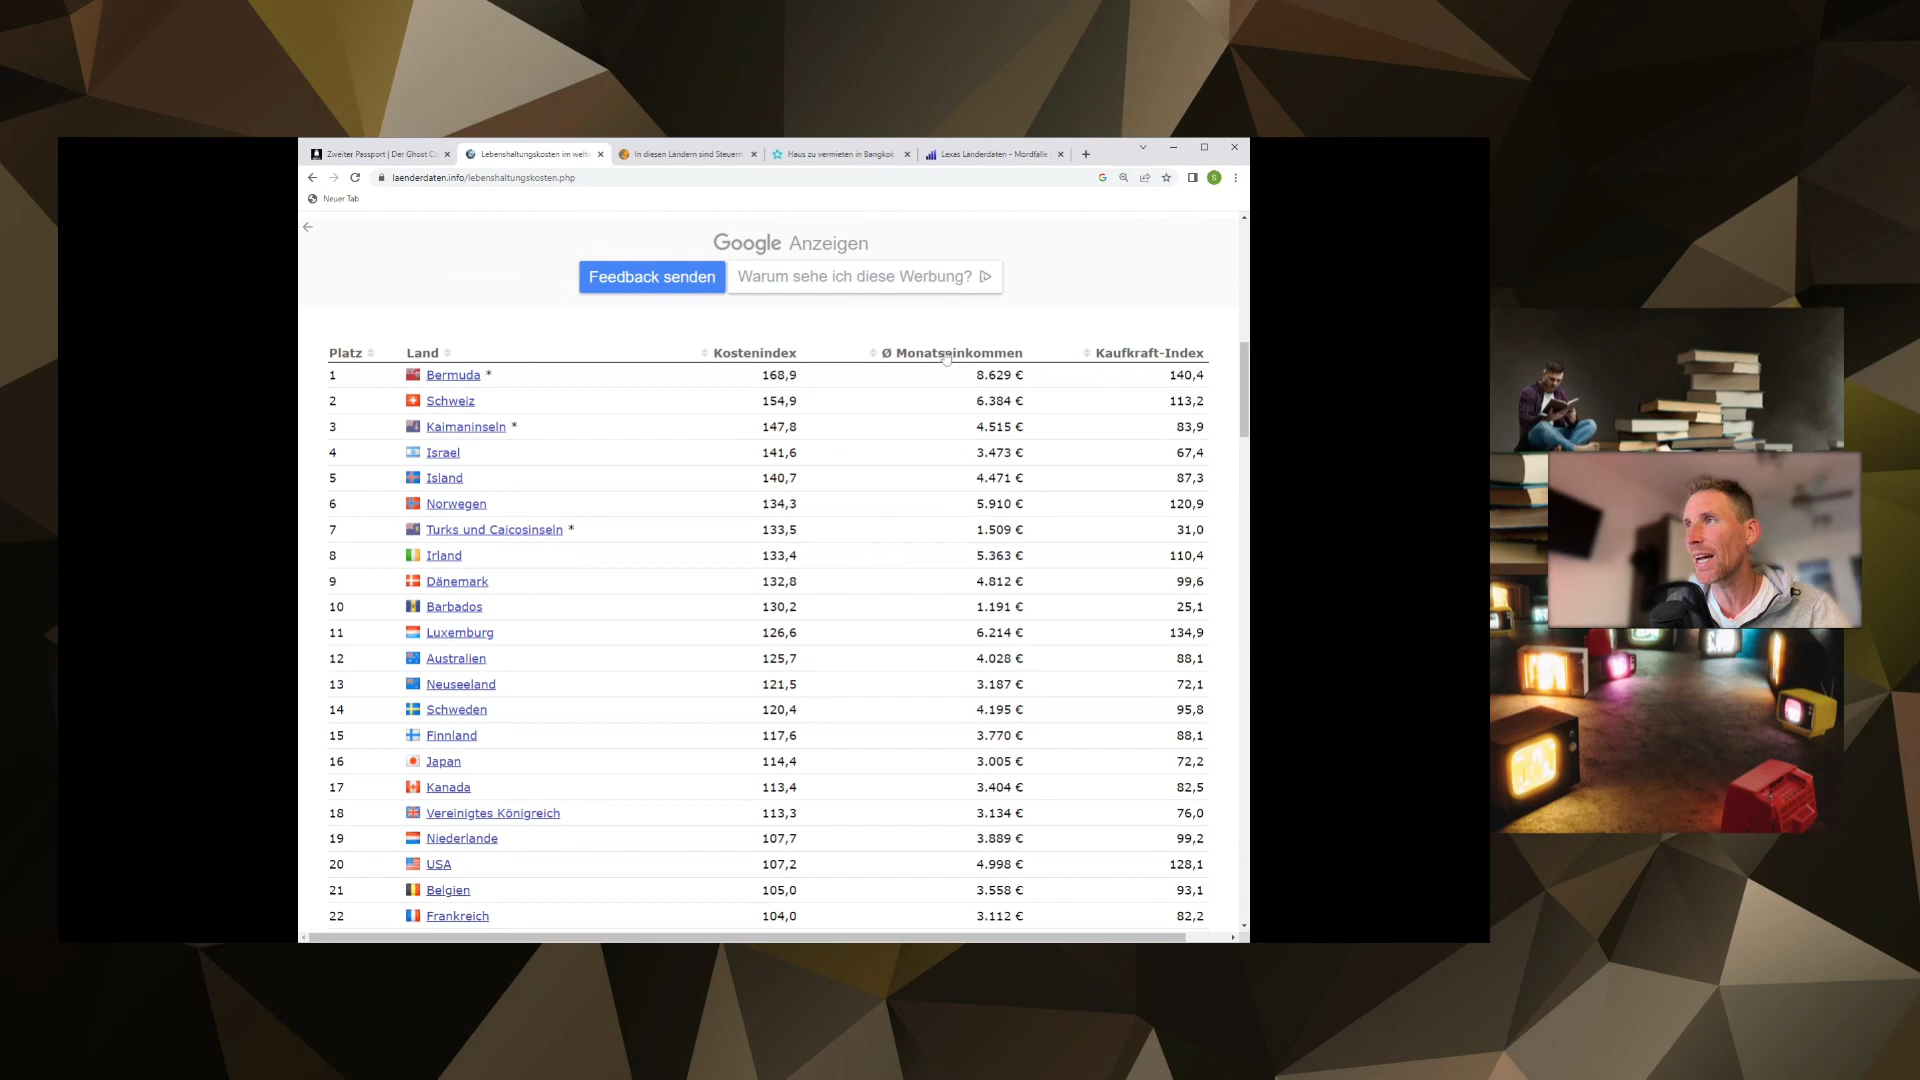 Zweiter Passport | Der Ghost C
Lebenshaltungskosten im welt
In diesen Ländern sind Steuern
Haus zu vermieten in Bangkok
Lexas Länderdaten - Mordfälle
laenderdaten.info/lebenshaltungskosten.php
S
Neuer Tab
Google Anzeigen
Feedback senden
Warum sehe ich diese Werbung?
Platz Land Kostenindex Ø Monatseinkommen Kaufkraft-Index
1 Bermuda * 168,9 8.629 € 140,4
2 Schweiz 154,9 6.384 € 113,2
3 Kaimaninseln * 147,8 4.515 € 83,9
4 Israel 141,6 3.473 € 67,4
5 Island 140,7 4.471 € 87,3
6 Norwegen 134,3 5.910 € 120,9
7 Turks und Caicosinseln * 133,5 1.509 € 31,0
8 Irland 133,4 5.363 € 110,4
9 Dänemark 132,8 4.812 € 99,6
10 Barbados 130,2 1.191 € 25,1
11 Luxemburg 126,6 6.214 € 134,9
12 Australien 125,7 4.028 € 88,1
13 Neuseeland 121,5 3.187 € 72,1
14 Schweden 120,4 4.195 € 95,8
15 Finnland 117,6 3.770 € 88,1
16 Japan 114,4 3.005 € 72,2
17 Kanada 113,4 3.404 € 82,5
18 Vereinigtes Königreich 113,3 3.134 € 76,0
19 Niederlande 107,7 3.889 € 99,2
20 USA 107,2 4.998 € 128,1
21 Belgien 105,0 3.558 € 93,1
22 Frankreich 104,0 3.112 € 82,2